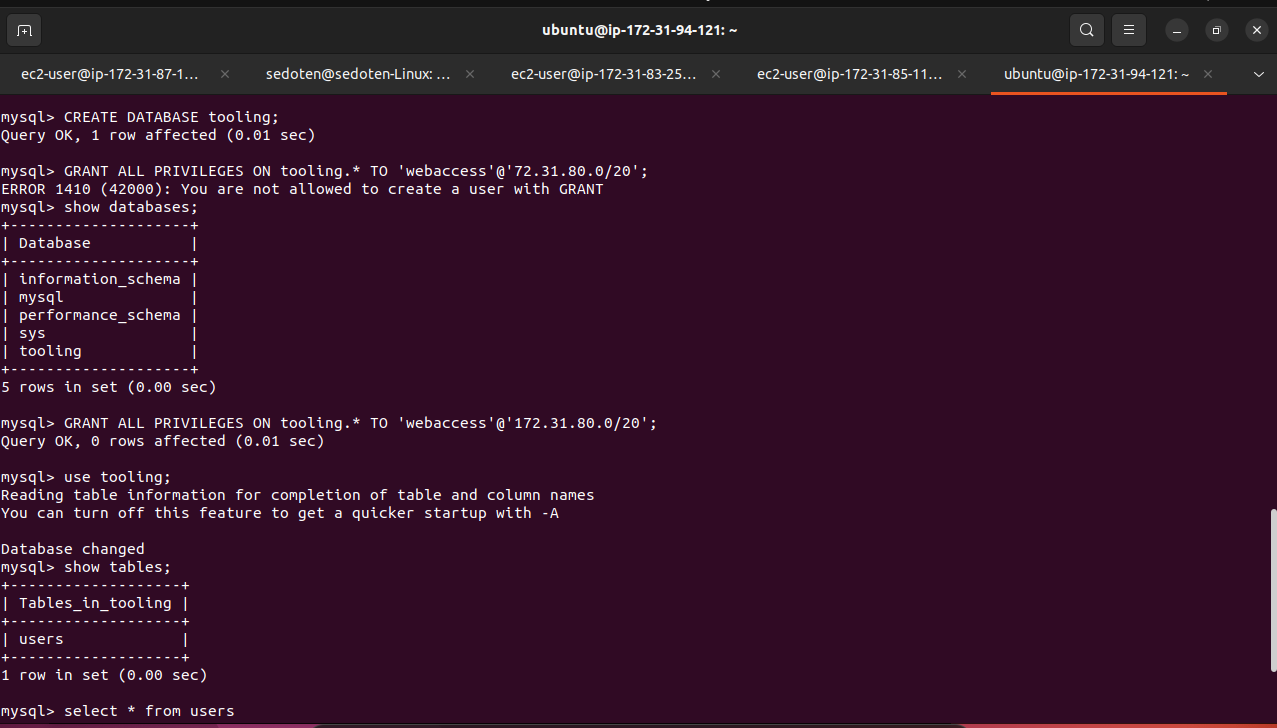 ubuntu@ip-172-31-94-121: ~
ec2-user@ip-172-31-87-1...
sedoten@sedoten-Linux: ...
ec2-user@ip-172-31-83-25...
ec2-user@ip-172-31-85-11...
ubuntu@ip-172-31-94-121: ~
mysql> CREATE DATABASE tooling;
Query OK, 1 row affected (0.01 sec)
mysql> GRANT ALL PRIVILEGES ON tooling.* TO 'webaccess'@'72.31.80.0/20';
ERROR 1410 (42000): You are not allowed to create a user with GRANT
mysql> show databases;
+--------------------+
| Database           |
+--------------------+
| information_schema |
| mysql              |
| performance_schema |
| sys                |
| tooling            |
+--------------------+
5 rows in set (0.00 sec)
mysql> GRANT ALL PRIVILEGES ON tooling.* TO 'webaccess'@'172.31.80.0/20';
Query OK, 0 rows affected (0.01 sec)
mysql> use tooling;
Reading table information for completion of table and column names
You can turn off this feature to get a quicker startup with -A
Database changed
mysql> show tables;
+-------------------+
| Tables_in_tooling |
+-------------------+
| users             |
+-------------------+
1 row in set (0.00 sec)
mysql> select * from users